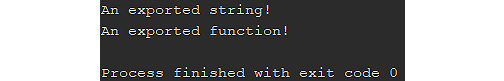 An exported string!
An exported function!
Process finished with exit code 0